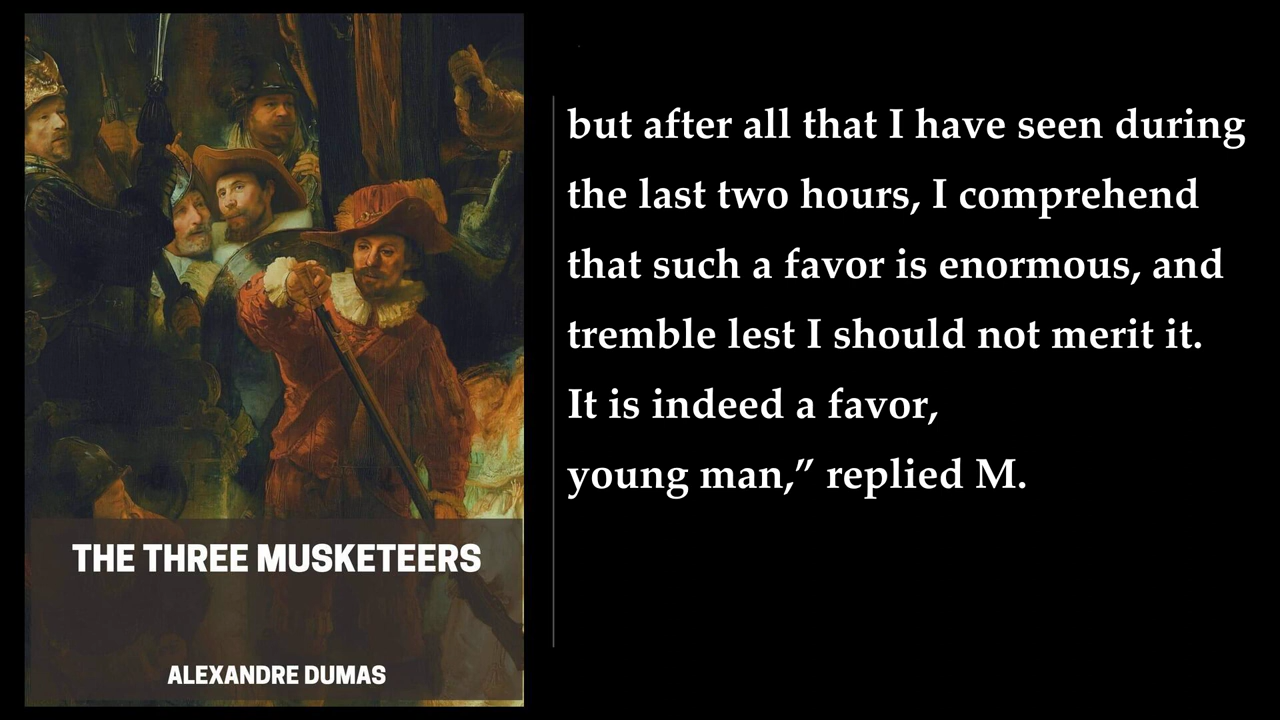 THE THREE MUSKETEERS
ALEXANDRE DUMAS
but after all that I have seen during
the last two hours, I comprehend
that such a favor is enormous, and
tremble lest I should not merit it.
It is indeed a favor,
young man,” replied M.